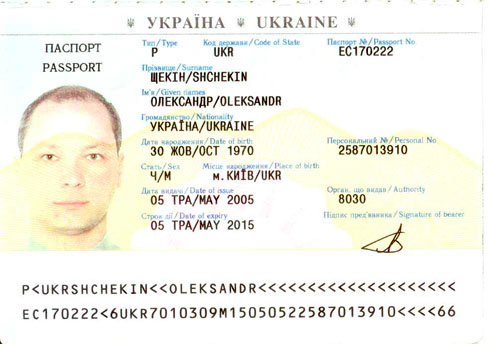 УКРАЇНА UKRAINE
ПАСПОРТ
PASSPORT
Тип/Type Код держави/Code of State Паспорт №/Passport No.
P UKR EC170222
Прізвище/Surname
ЩЕКІН/SHCHEKIN
Ім'я/Given names
ОЛЕКСАНДР/OLEKSANDR
Громадянство/Nationality
УКРАЇНА/UKRAINE
Дата народження/Date of birth Персональний №/Personal No
30 ЖОВ/OCT 1970 2587013910
Стать/Sex Місце народження/Place of birth
Ч/M м.КИЇВ/UKR
Дата видачі/Date of issue Орган, що видав/Authority
05 ТРА/MAY 2005 8030
Строк дії/Date of expiry Підпис пред'явника/Signature of bearer
05 ТРА/MAY 2015
P<UKRSHCHEKIN<<OLEKSANDR<<<<<<<<<<<<<<<<<<<<
EC170222<6UKR7010309M15050522587013910<<<<66